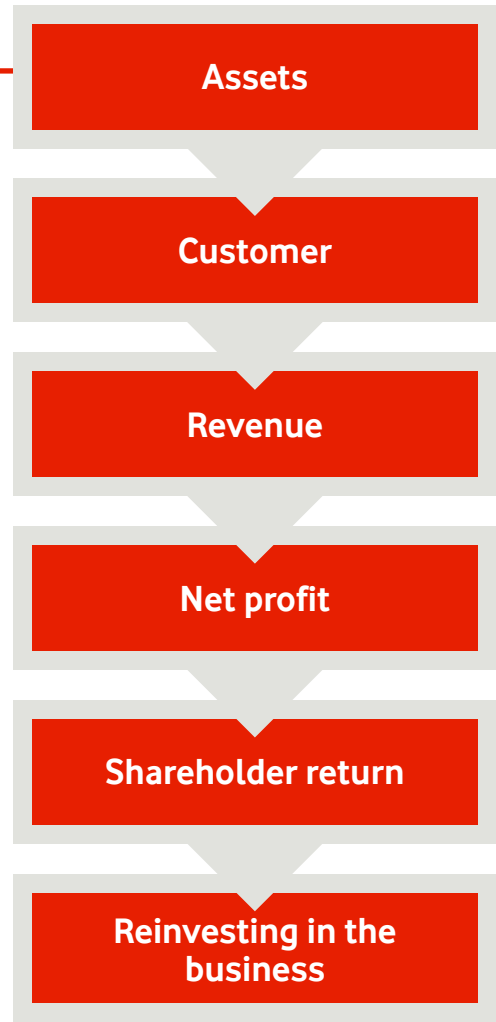 Assets
Customer
Revenue
Net profit
Shareholder return
Reinvesting in the
business